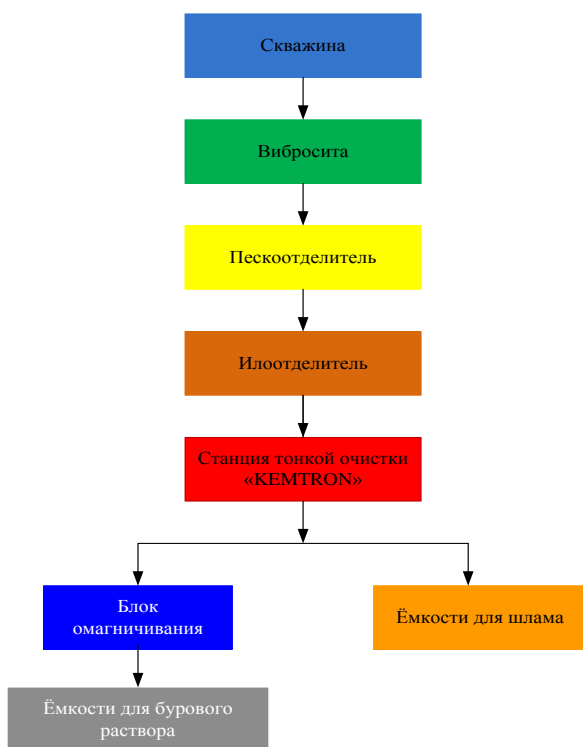 Скважина
Вибросита
Пескоотделитель
Илоотделитель
Станция тонкой очистки
«KEMTRON»
Блок
омагничивания
Ёмкости для шлама
Ёмкости для бурового
раствора